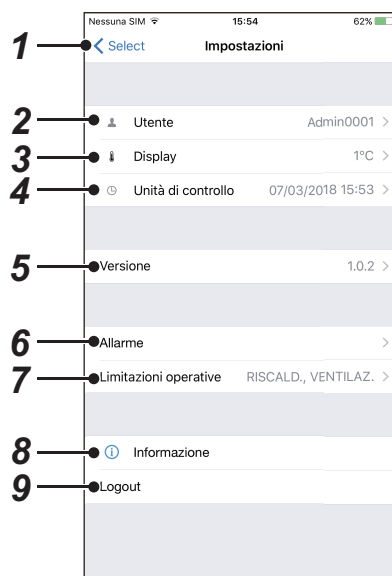 Nessuna SIM 15:54 62%
1 Select Impostazioni
2 Utente Admin0001
3 Display 1°C
4 Unità di controllo 07/03/2018 15:53
5 Versione 1.0.2
6 Allarme
7 Limitazioni operative RISCALD., VENTILAZ.
8 Informazione
9 Logout